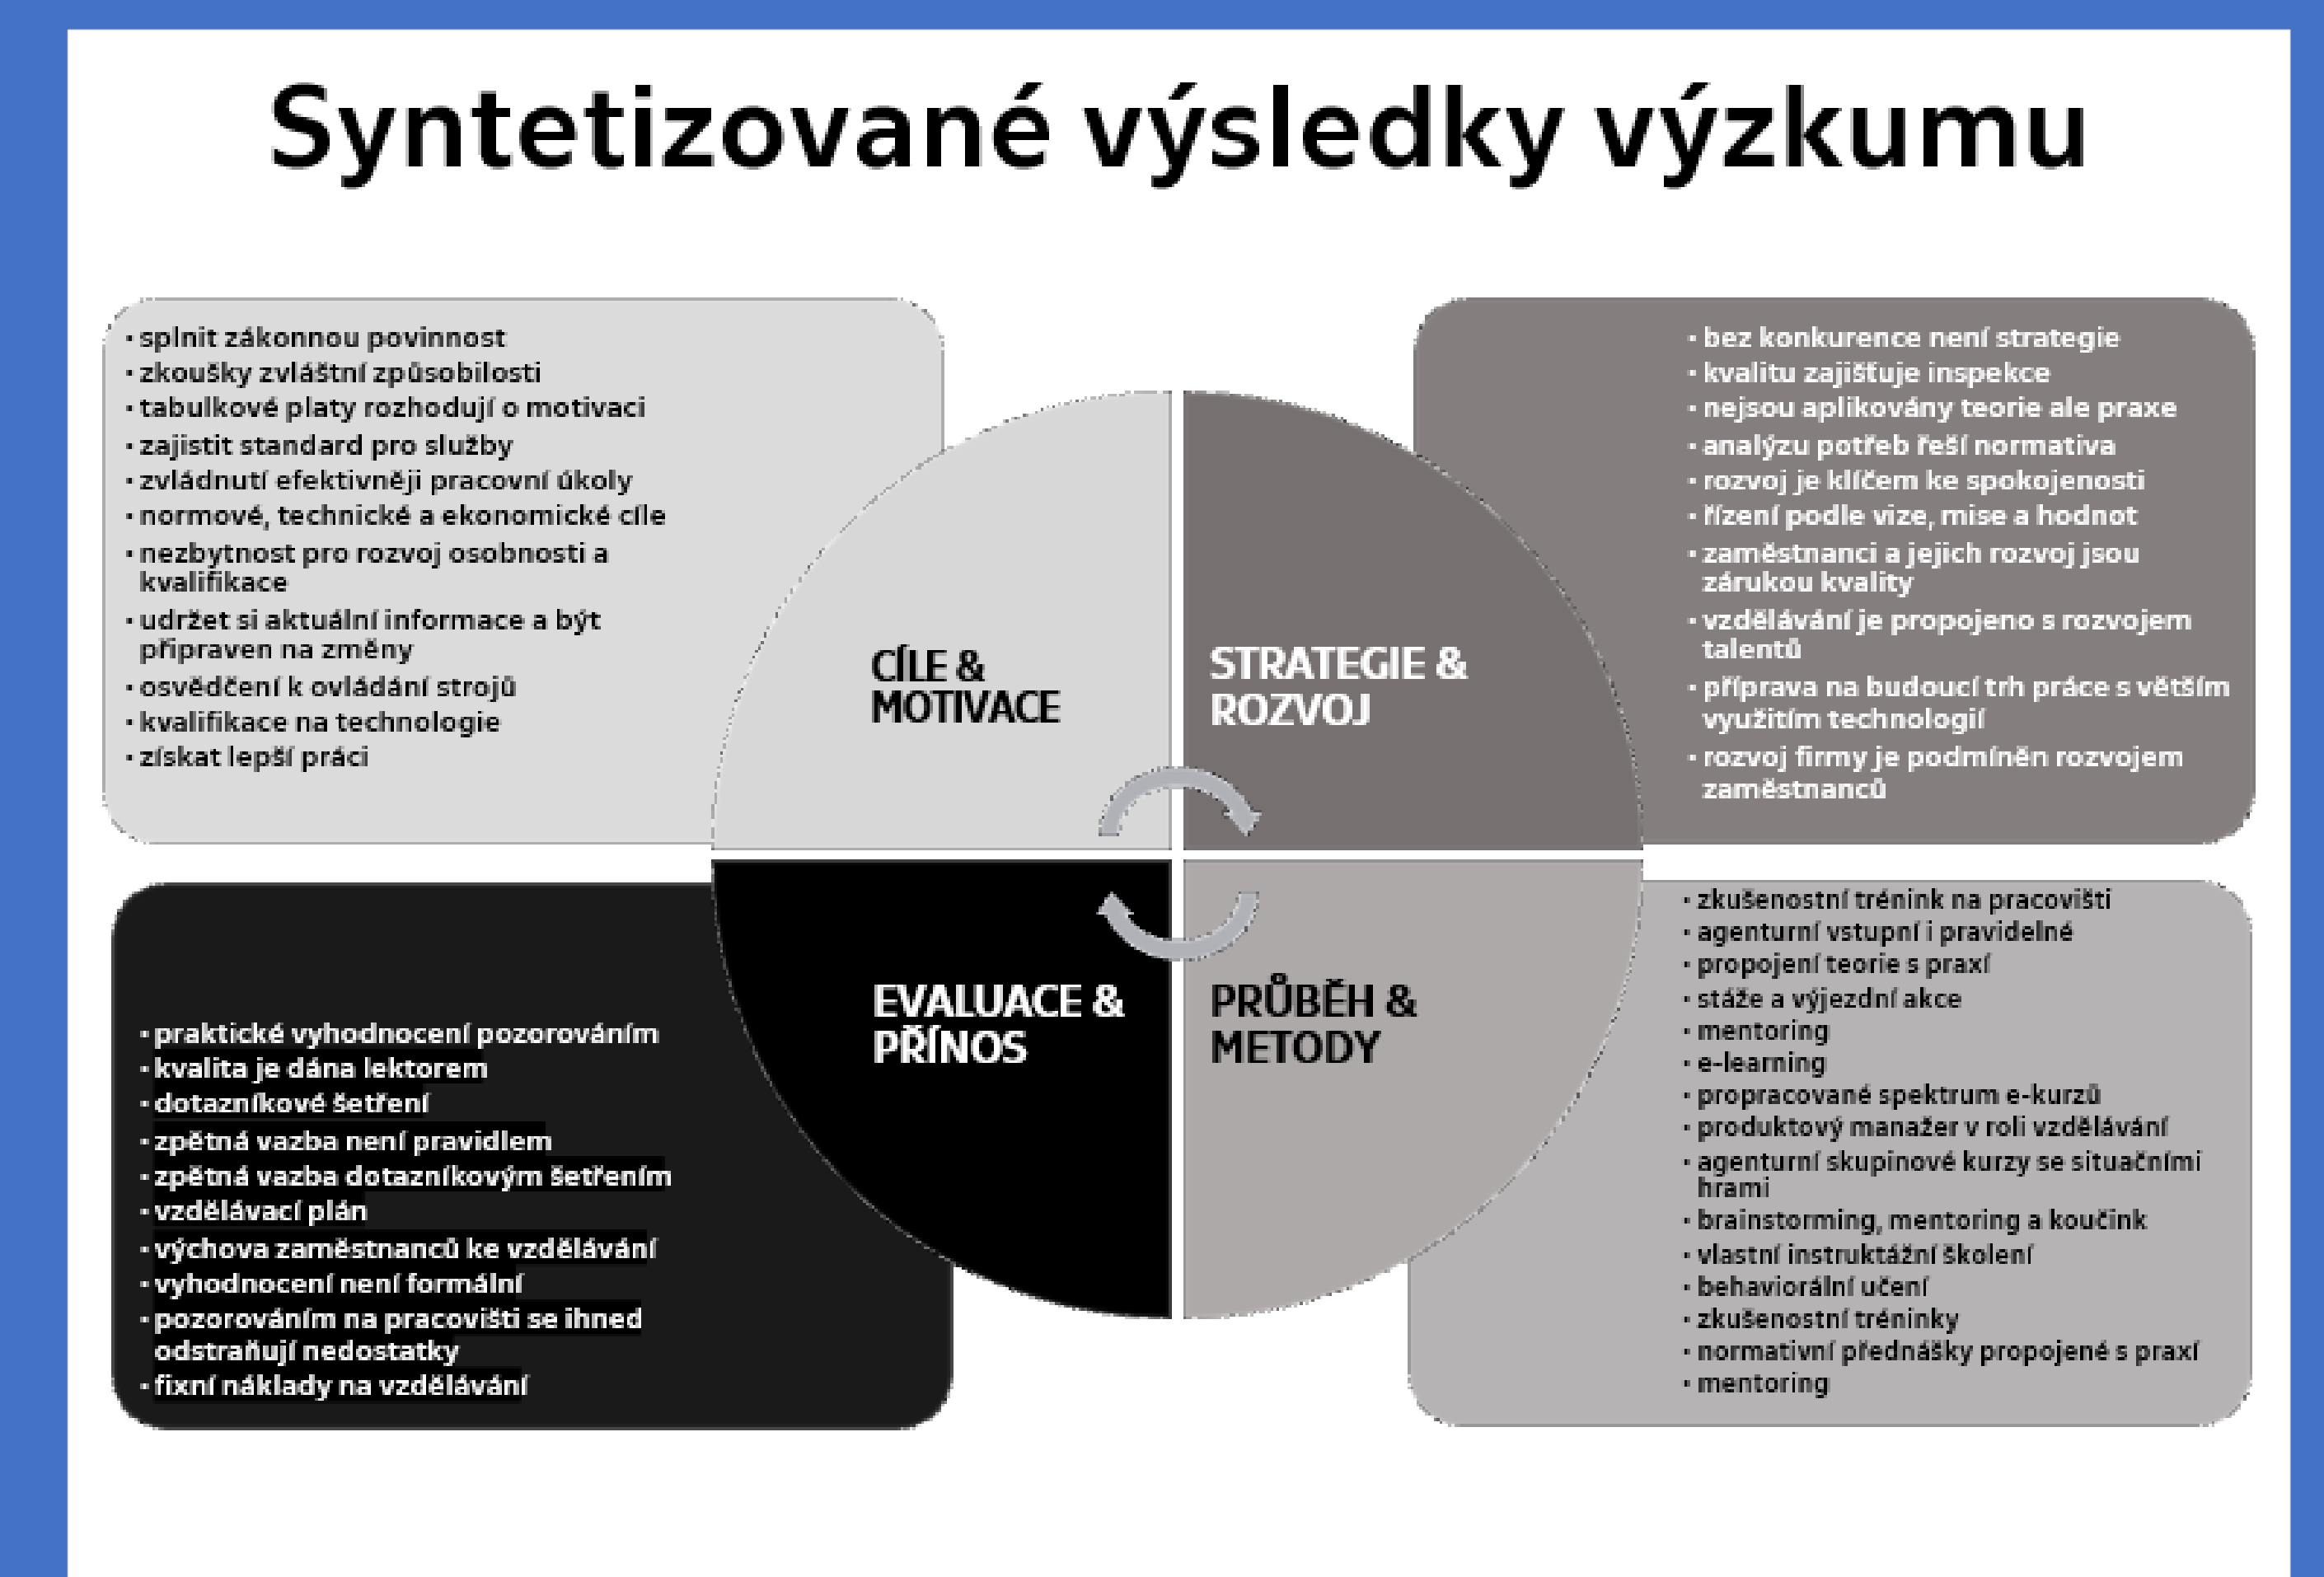 Syntetizované výsledky výzkumu
• splnit zákonnou povinnost
• zkoušky zvláštní způsobilosti
• tabulkové platy rozhodují o motivaci
• zajistit standard pro služby
• zvládnutí efektivněji pracovní úkoly
• normové, technické a ekonomické cíle
• nezbytnost pro rozvoj osobnosti a
kvalifikace
• udržet si aktuální informace a být
připraven na změny
• osvědčení k ovládání strojů
• kvalifikace na technologie
• získat lepší práci
CÍLE &
MOTIVACE
STRATEGIE &
ROZVOJ
• bez konkurence není strategie
• kvalitu zajišťuje inspekce
• nejsou aplikovány teorie ale praxe
• analýzu potřeb řeší normativa
• rozvoj je klíčem ke spokojenosti
• řízení podle vize, mise a hodnot
• zaměstnanci a jejich rozvoj jsou
zárukou kvality
• vzdělávání je propojeno s rozvojem
talentů
• příprava na budoucí trh práce s větším
využitím technologií
• rozvoj firmy je podmíněn rozvojem
zaměstnanců
• praktické vyhodnocení pozorováním
• kvalita je dána lektorem
• dotazníkové šetření
• zpětná vazba není pravidlem
• zpětná vazba dotazníkovým šetřením
• vzdělávací plán
• výchova zaměstnanců ke vzdělávání
• vyhodnocení není formální
• pozorováním na pracovišti se ihned
odstraňují nedostatky
• fixní náklady na vzdělávání
EVALUACE &
PŘÍNOS
PRŮBĚH &
METODY
• zkušenostní trénink na pracovišti
• agenturní vstupní i pravidelné
• propojení teorie s praxí
• stáže a výjezdní akce
• mentoring
• e-learning
• propracované spektrum e-kurzů
• produktový manažer v roli vzdělávání
• agenturní skupinové kurzy se situačními
hrami
• brainstorming, mentoring a koučink
• vlastní instruktážní školení
• behaviorální učení
• zkušenostní tréninky
• normativní přednášky propojené s praxí
• mentoring